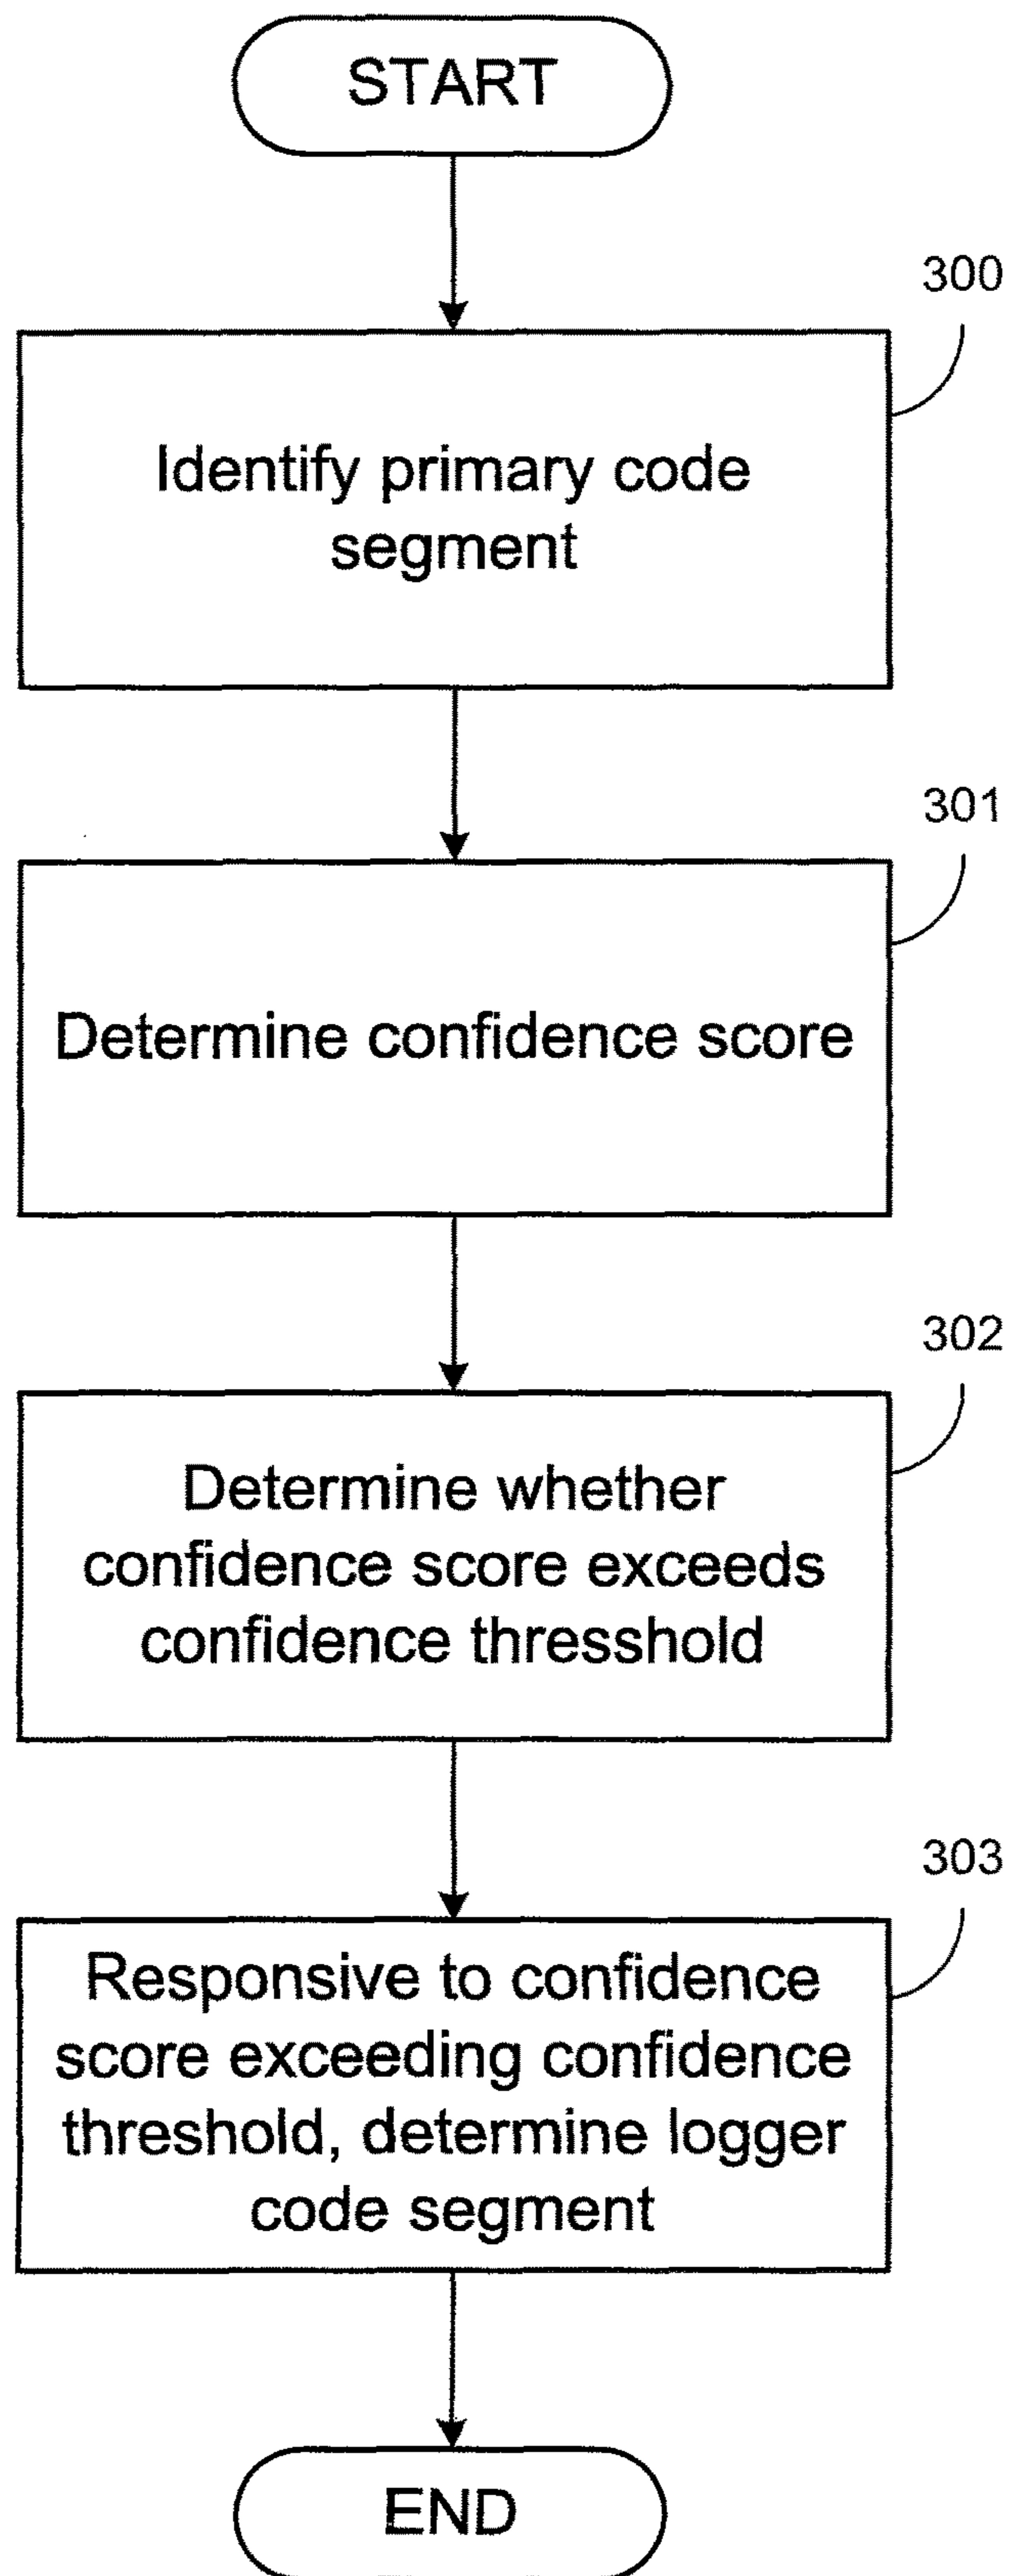 START
300
Identify primary code
segment
301
Determine confidence score
302
Determine whether
confidence score exceeds
confidence thresshold
303
Responsive to confidence
score exceeding confidence
threshold, determine logger
code segment
END